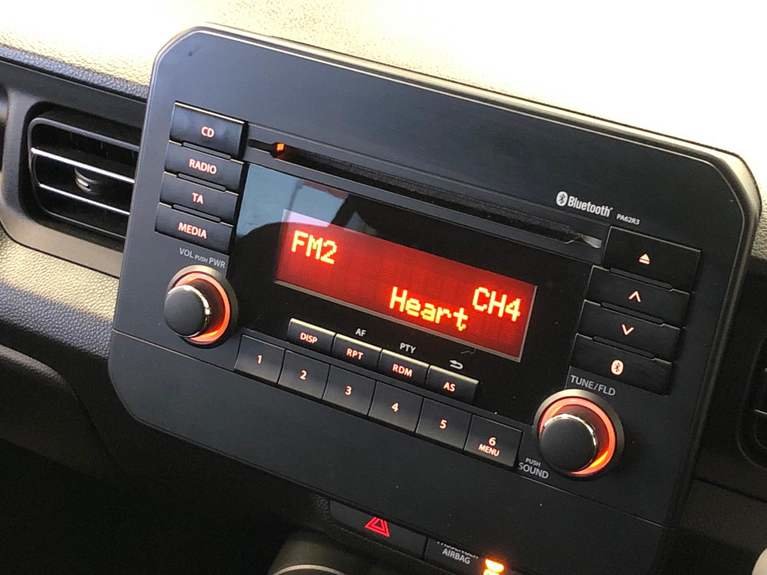 CD
RADIO
TA
MEDIA
VOL PUSH PWR
Bluetooth
PA62R3
FM2
Heart
CH4
AF
PTY
DISP
RPT
RDM
AS
1
2
3
4
5
6
MENU
TUNE/FLD
PUSH
SOUND
AIRBAG